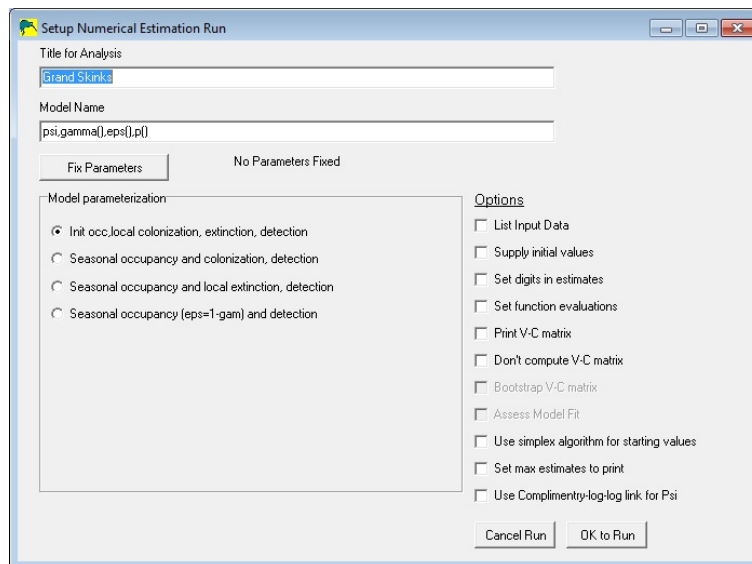 Setup Numerical Estimation Run
Title for Analysis
Grand Skinks
Model Name
psi,gamma(),eps(),p()
Fix Parameters
No Parameters Fixed
Model parameterization
Init occ,local colonization, extinction, detection
Seasonal occupancy and colonization, detection
Seasonal occupancy and local extinction, detection
Seasonal occupancy (eps=1-gam) and detection
Options
List Input Data
Supply initial values
Set digits in estimates
Set function evaluations
Print V-C matrix
Don't compute V-C matrix
Bootstrap V-C matrix
Assess Model Fit
Use simplex algorithm for starting values
Set max estimates to print
Use Complimentry-log-log link for Psi
Cancel Run
OK to Run